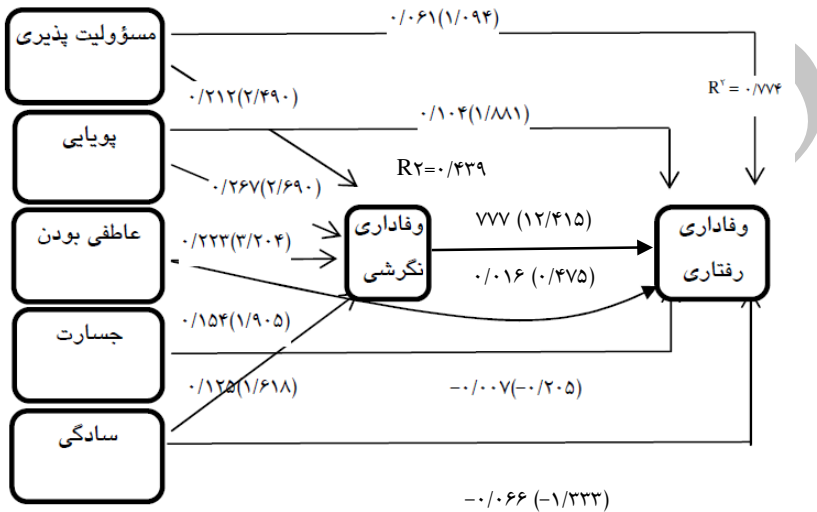 مسؤولیت پذیری
۰/۰۶۱(۱/۰۹۴)
R۲ = ۰/۷۷۴
۰/۲۱۲(۲/۴۹۰)
۰/۱۰۴(۱/۸۸۱)
پویایی
R۲=۰/۴۳۹
۰/۲۶۷(۲/۶۹۰)
عاطفی بودن
۰/۲۲۳(۳/۲۰۴)
وفاداری
نگرشی
۷۷۷ (۱۲/۴۱۵)
۰/۰۱۶ (۰/۴۷۵)
وفاداری
رفتاری
جسارت
۰/۱۵۴(۱/۹۰۵)
۰/۱۲۵(۱/۶۱۸)
−۰/۰۰۷(−۰/۲۰۵)
سادگی
−۰/۰۶۶ (−۱/۳۳۳)